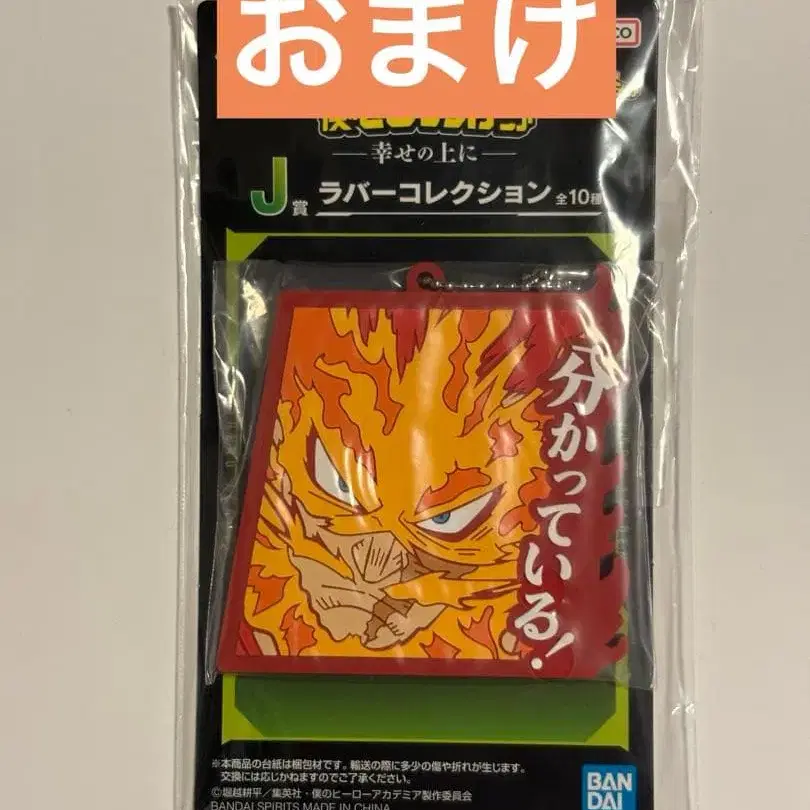 おまけ
CO
―幸せの上に―
J賞 ラバーコレクション 全10種
分かっている!
※本商品の台紙は梱包材です。輸送の際に多少の傷や折れが生じます。
交換には応じかねますのでご了承ください。
©堀越耕平/集英社・僕のヒーローアカデミア製作委員会
BANDAI SPIRITS MADE IN CHINA
BAN
DAI